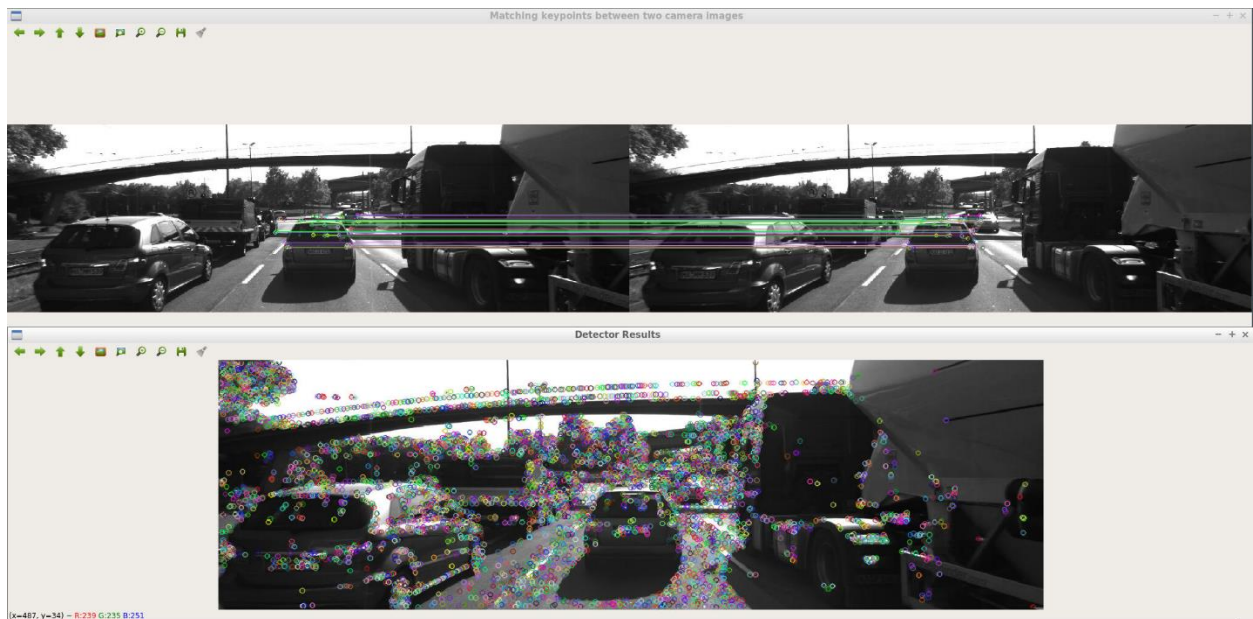 Matching keypoints between two camera images
Detector Results
(x=487, y=34) ~ R:239 G:235 B:251